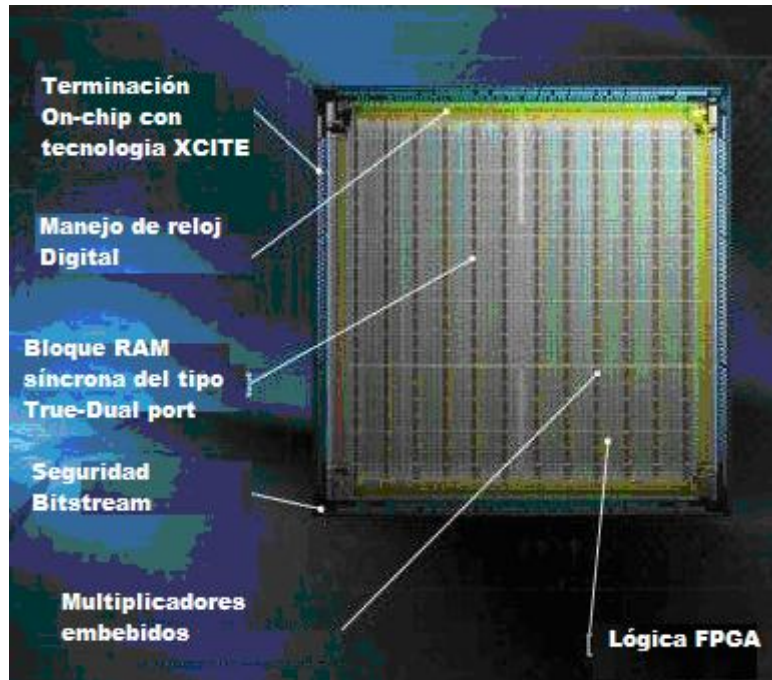 Terminación
On-chip con
tecnologia XCITE
Manejo de reloj
Digital
Bloque RAM
síncrona del tipo
True-Dual port
Seguridad
Bitstream
Multiplicadores
embebidos
Lógica FPGA